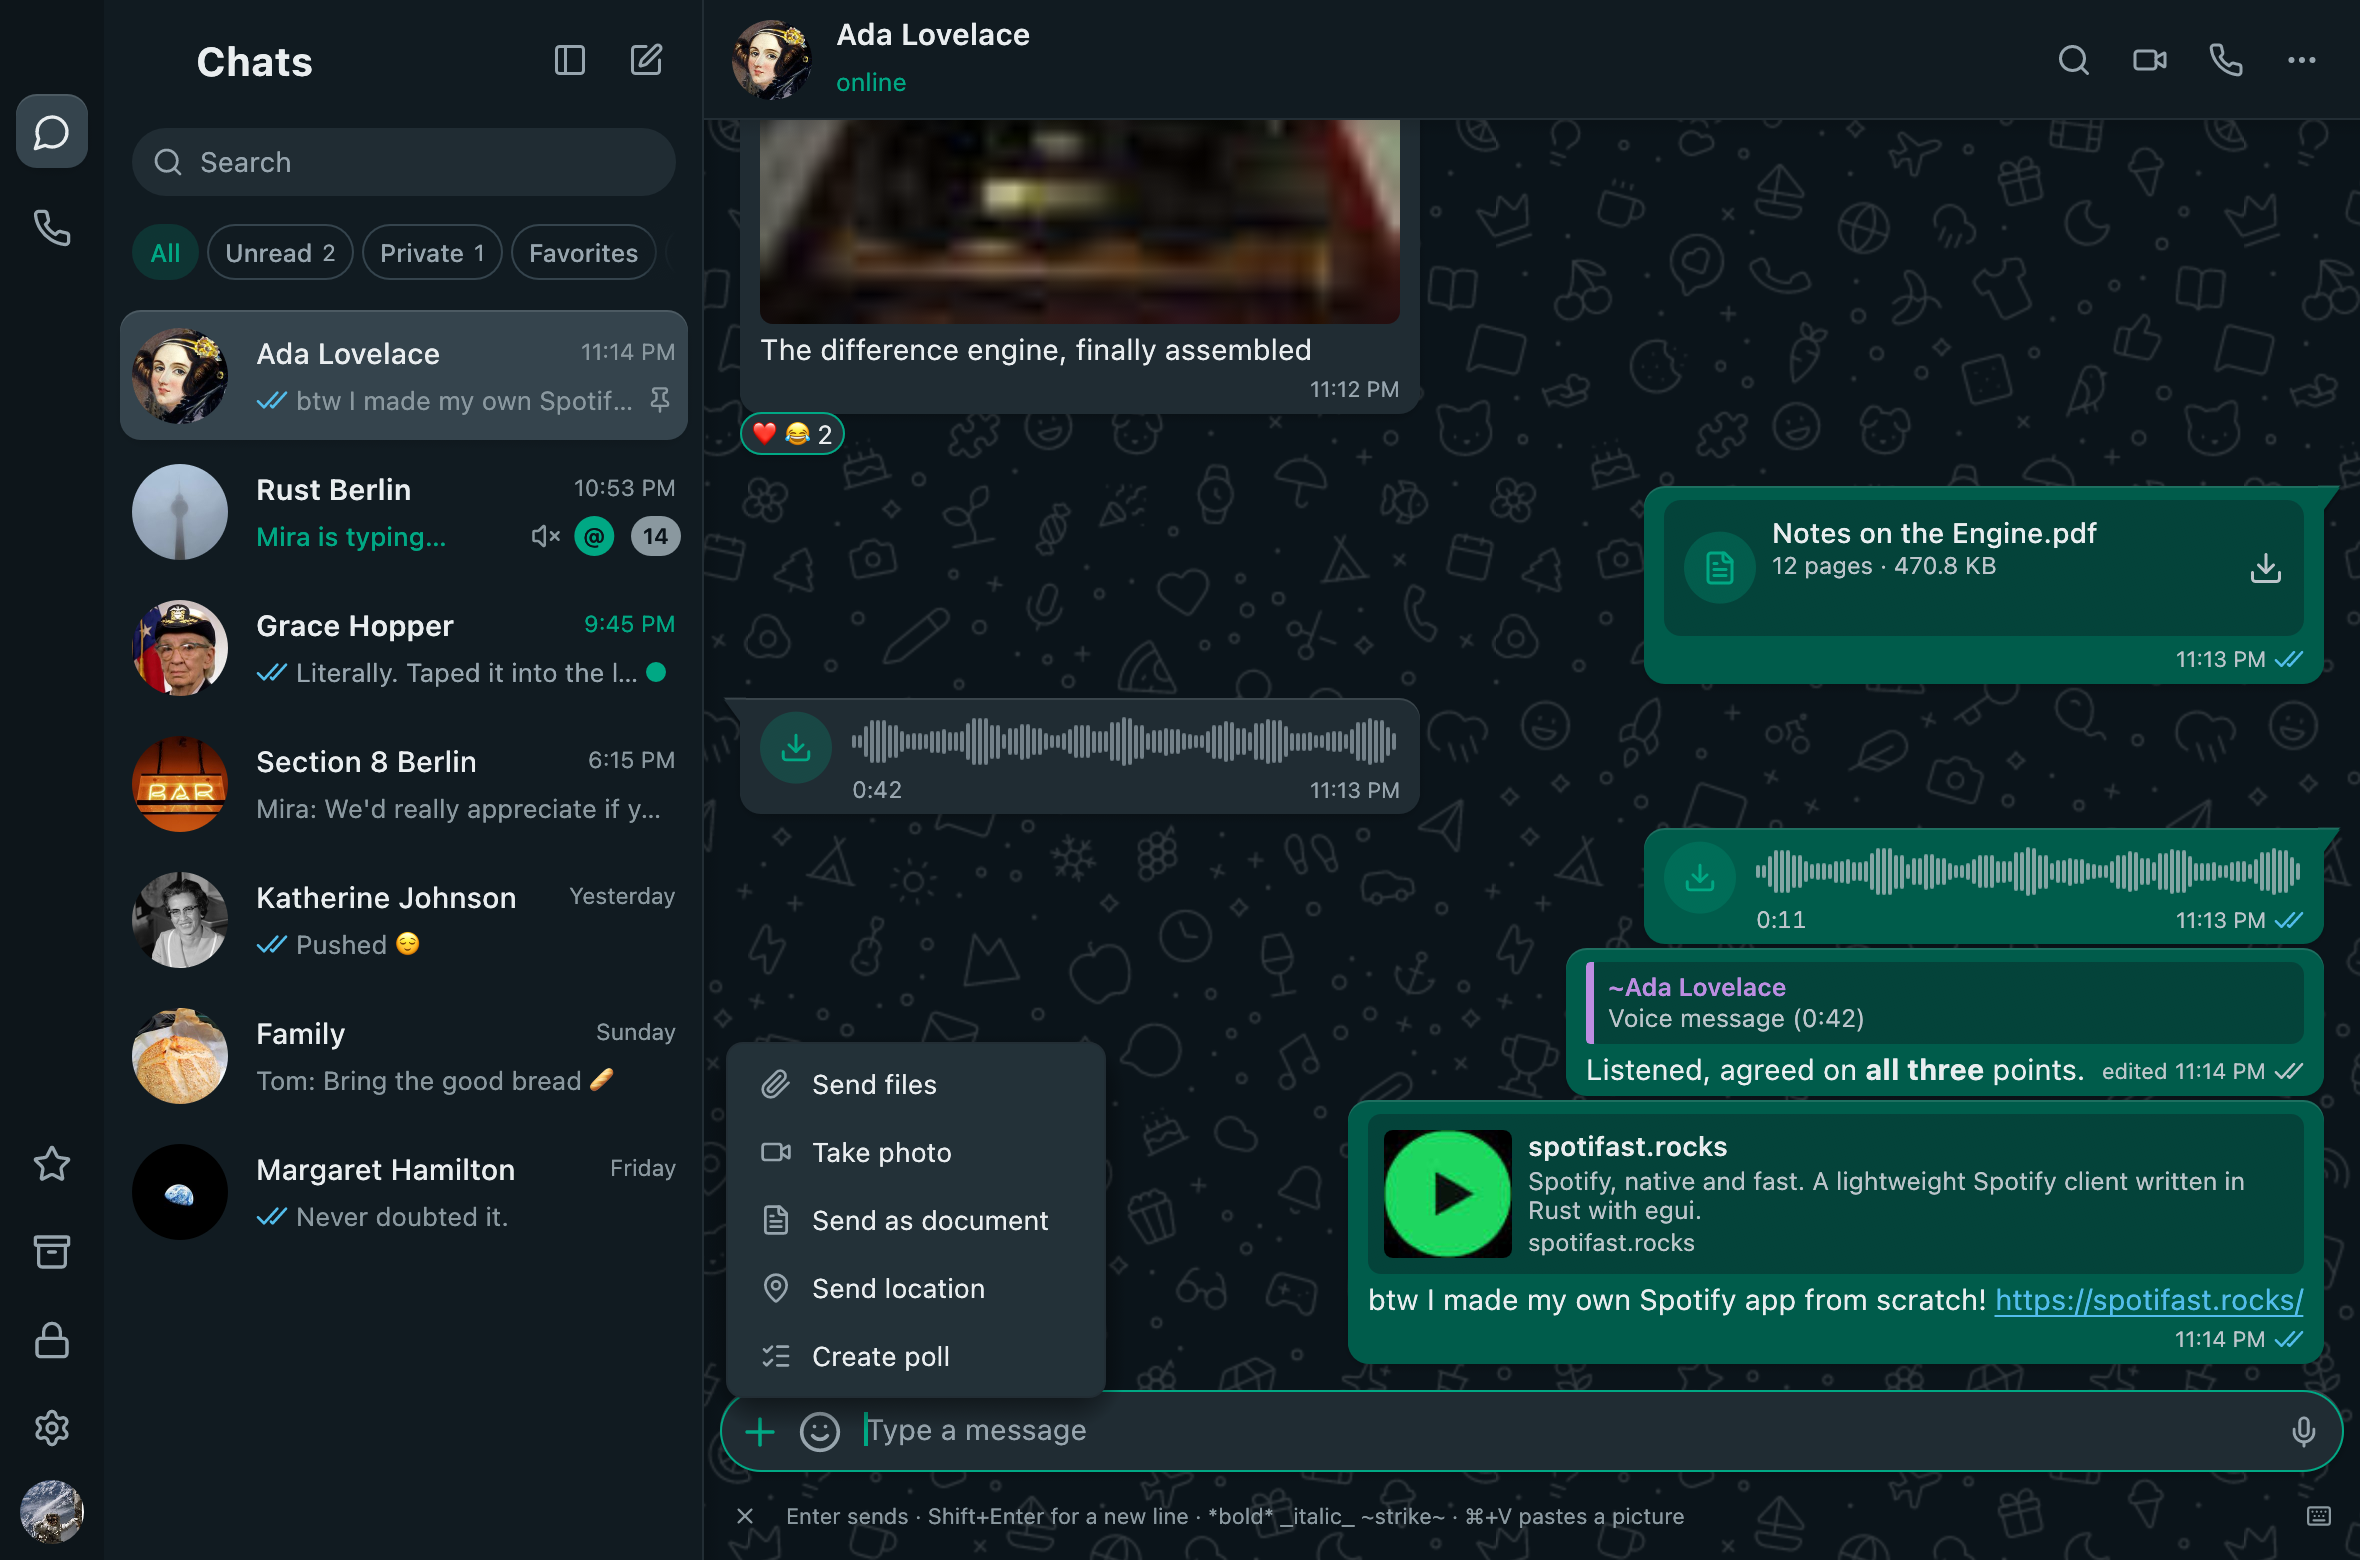 Chats
Search
All
Unread 2
Private 1
Favorites
Ada Lovelace
11:14 PM
btw I made my own Spotif...
Rust Berlin
10:53 PM
Mira is typing...
@
14
Grace Hopper
9:45 PM
Literally. Taped it into the l...
Section 8 Berlin
6:15 PM
Mira: We'd really appreciate if y...
BAR
Katherine Johnson
Yesterday
Pushed 😌
Family
Sunday
Tom: Bring the good bread 🥖
Margaret Hamilton
Friday
Never doubted it.
Ada Lovelace
online
The difference engine, finally assembled
11:12 PM
❤️ 😂 2
Notes on the Engine.pdf
12 pages · 470.8 KB
11:13 PM
0:42
11:13 PM
0:11
11:13 PM
~Ada Lovelace
Voice message (0:42)
Listened, agreed on all three points.
edited 11:14 PM
spotifast.rocks
Spotify, native and fast. A lightweight Spotify client written in
Rust with egui.
spotifast.rocks
btw I made my own Spotify app from scratch! https://spotifast.rocks/
11:14 PM
Send files
Take photo
Send as document
Send location
Create poll
Type a message
Enter sends · Shift+Enter for a new line · *bold* _italic_ ~strike~ · ⌘+V pastes a picture